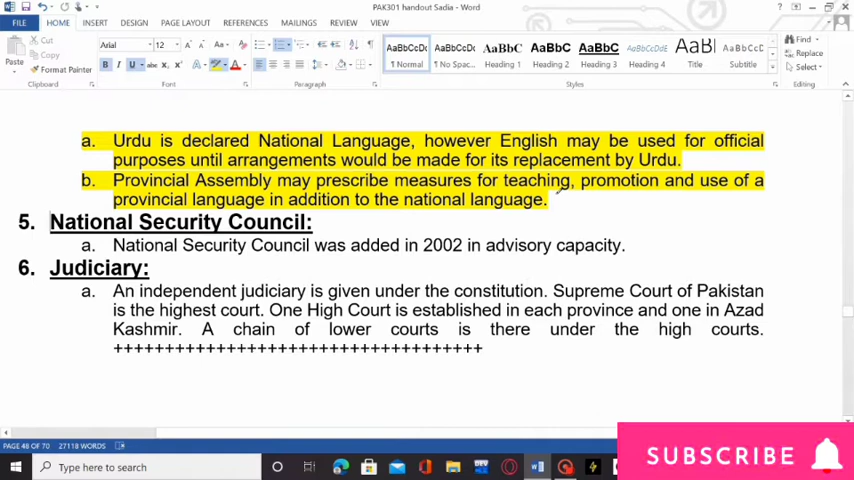 PAK301 handout Sadia - Word
FILE HOME INSERT DESIGN PAGE LAYOUT REFERENCES MAILINGS REVIEW VIEW
Cut
Copy
Format Painter
Paste
Arial 12
Find
Replace
Select
AaBbCcDc AaBbCcDc AaBbC AaBbC AaBbCc AaBbCcDdE AaBl AaBbCcD
¶ Normal ¶ No Spac... Heading 1 Heading 2 Heading 3 Heading 4 Title Subtitle
Clipboard Font Paragraph Styles Editing
a. Urdu is declared National Language, however English may be used for official
purposes until arrangements would be made for its replacement by Urdu.
b. Provincial Assembly may prescribe measures for teaching, promotion and use of a
provincial language in addition to the national language.
5. National Security Council:
a. National Security Council was added in 2002 in advisory capacity.
6. Judiciary:
a. An independent judiciary is given under the constitution. Supreme Court of Pakistan
is the highest court. One High Court is established in each province and one in Azad
Kashmir. A chain of lower courts is there under the high courts.
++++++++++++++++++++++++++++++++++++
PAGE 48 OF 70 27118 WORDS
Type here to search
SUBSCRIBE